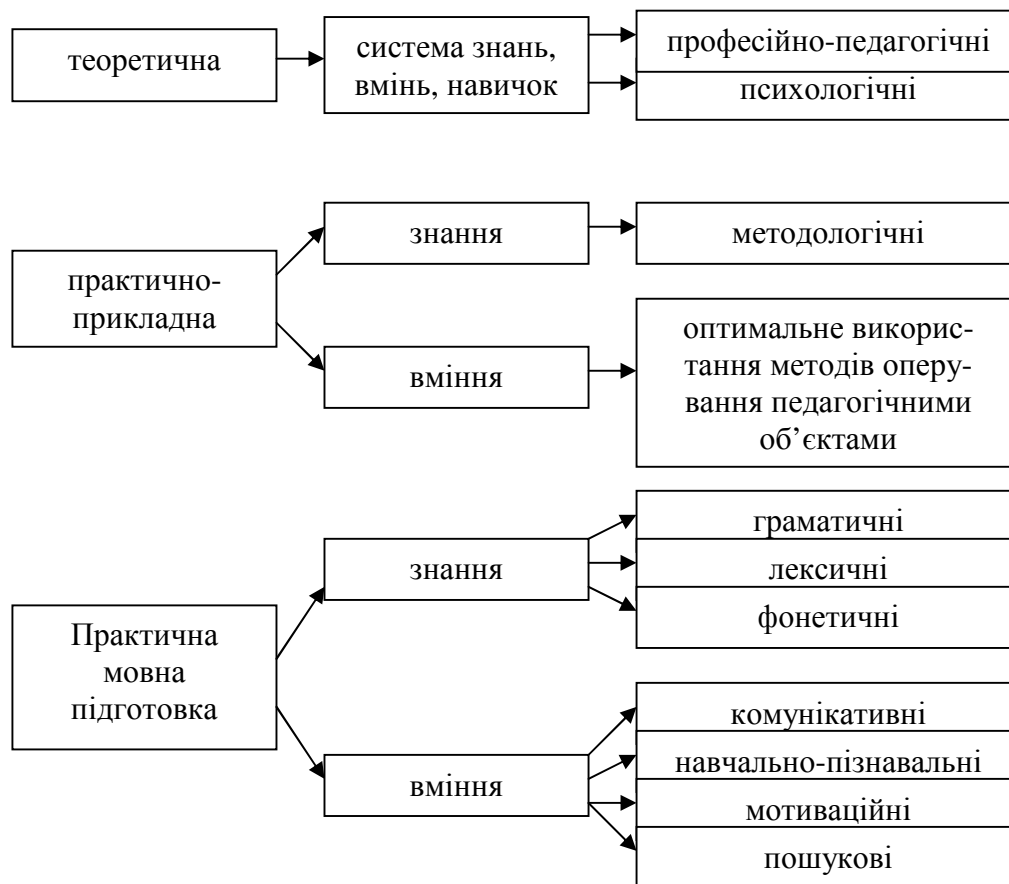 теоретична
система знань,
вмінь, навичок
професійно-педагогічні
психологічні
практично-
прикладна
знання
методологічні
вміння
оптимальне використ-
тання методів оперу-
вання педагогічними
об’єктами
Практична
мовна
підготовка
знання
граматичні
лексичні
фонетичні
вміння
комунікативні
навчально-пізнавальні
мотиваційні
пошукові